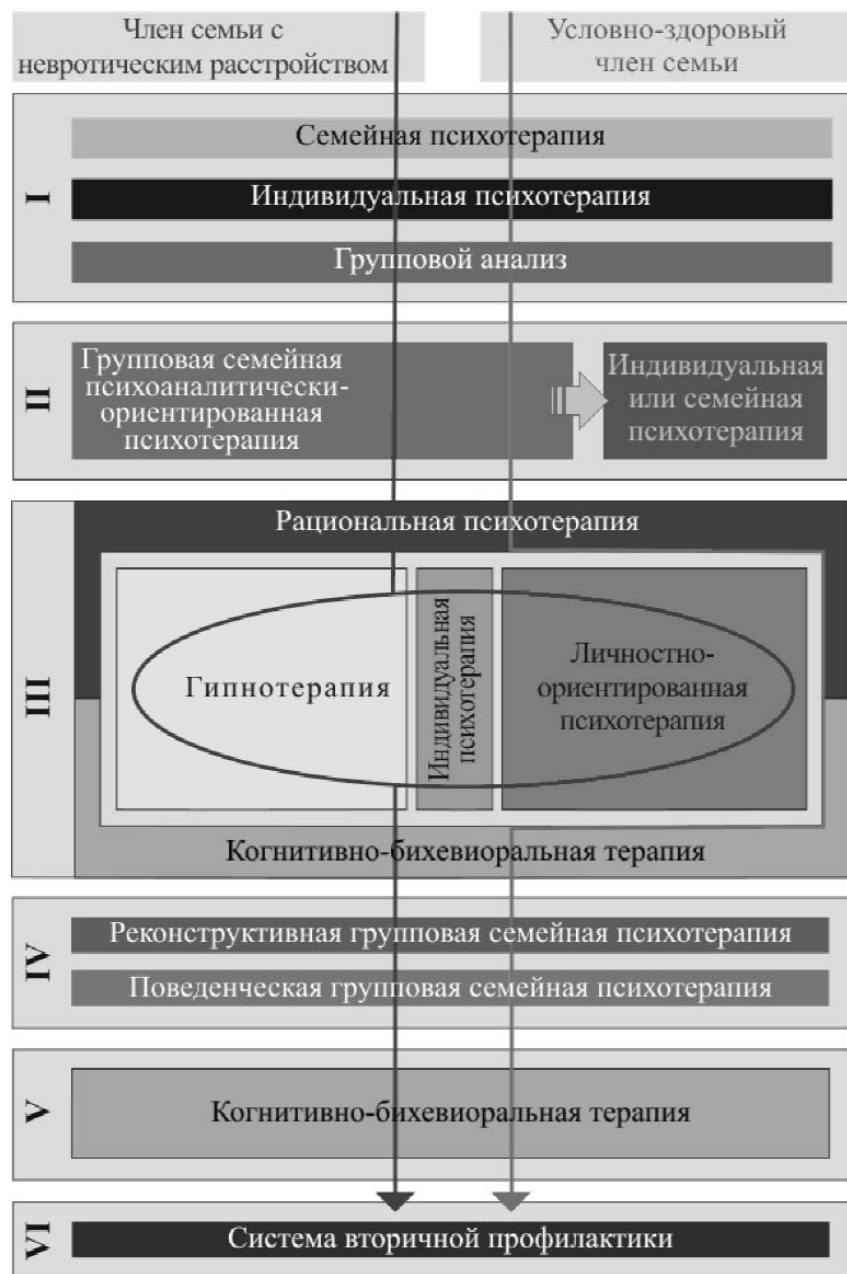 Член семьи с
невротическим расстройством
Условно-здоровый
член семьи
I
Семейная психотерапия
Индивидуальная психотерапия
Групповой анализ
II
Групповая семейная
психоаналитически-
ориентированная
психотерапия
Индивидуальная
или семейная
психотерапия
III
Рациональная психотерапия
Гипнотерапия
Индивидуальная
психотерапия
Личностно-
ориентированная
психотерапия
Когнитивно-бихевиоральная терапия
IV
Реконструктивная групповая семейная психотерапия
Поведенческая групповая семейная психотерапия
V
Когнитивно-бихевиоральная терапия
VI
Система вторичной профилактики